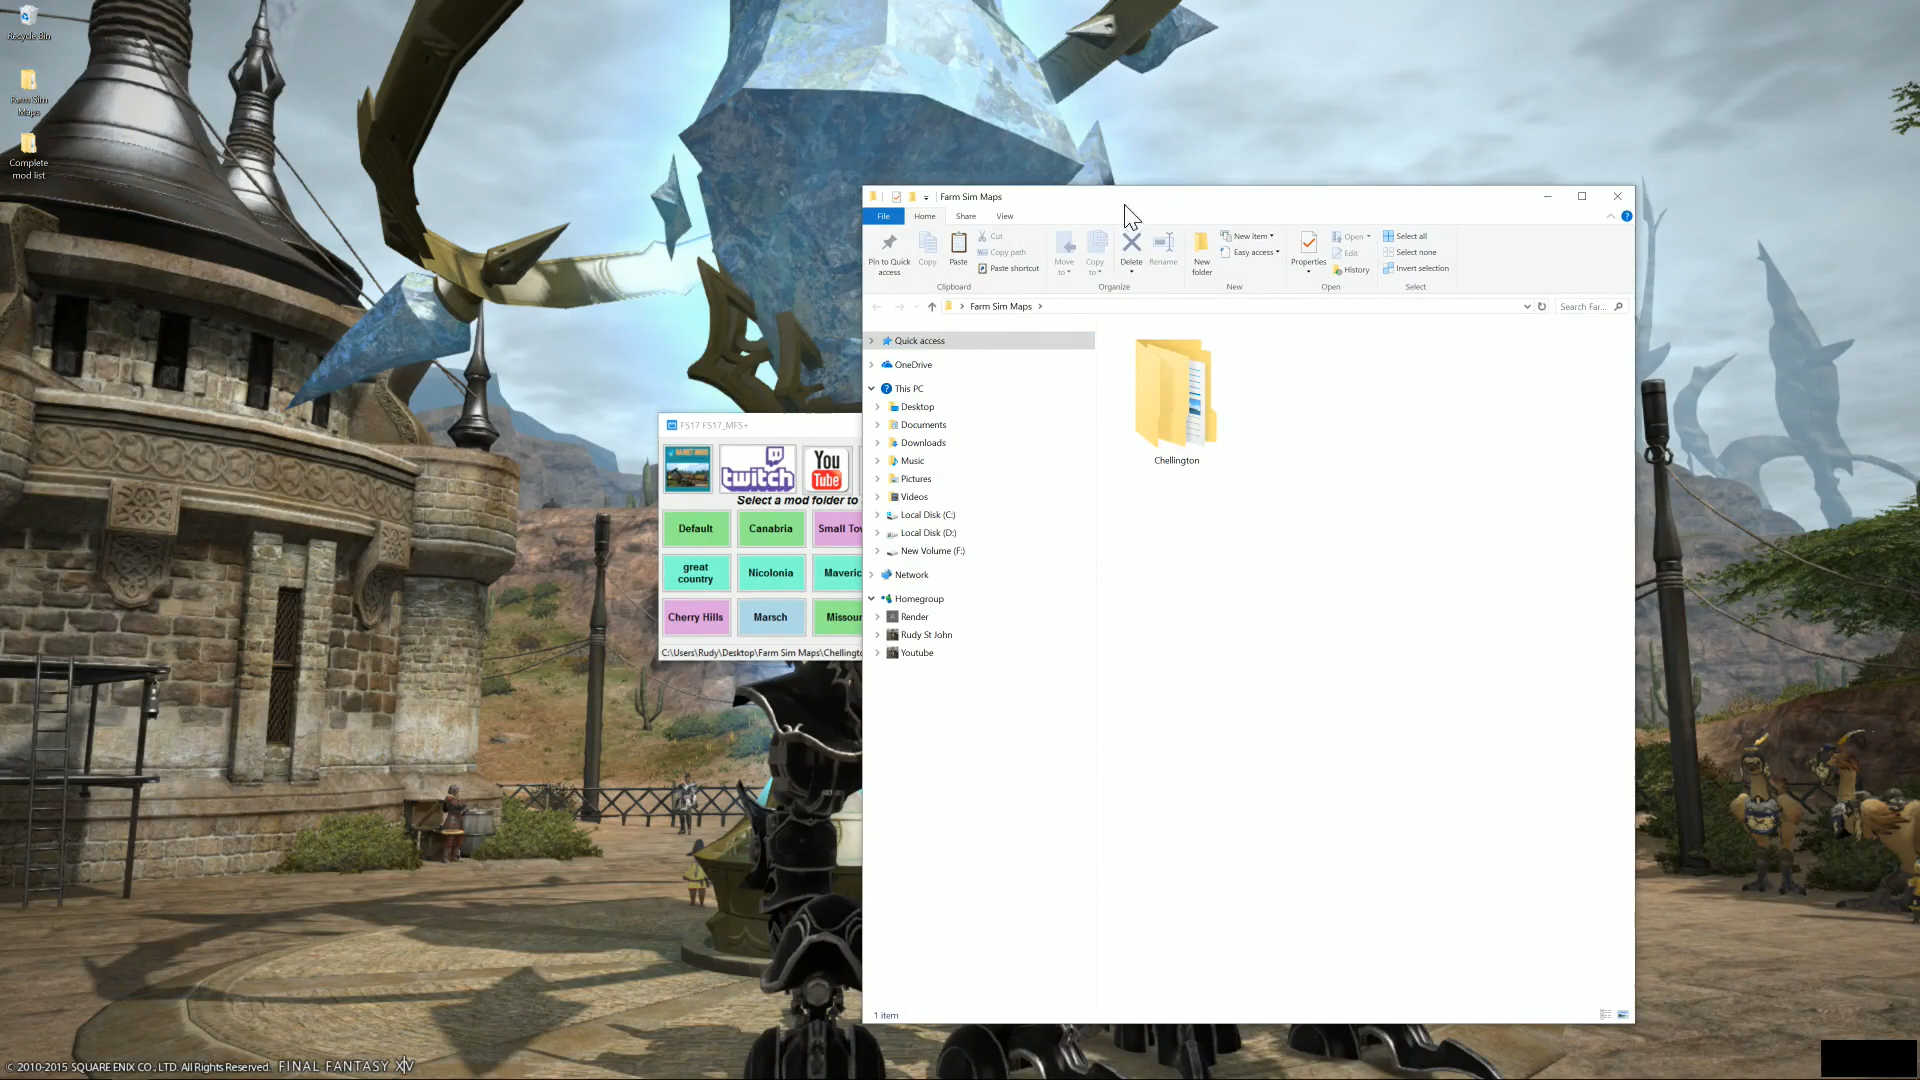 Recycle Bin
Farm Sim
Maps
Complete
mod list
Farm Sim Maps
File
Home
Share
View
Pin to Quick
access
Copy
Paste
Cut
Copy path
Paste shortcut
Clipboard
Move
to
Copy
to
Delete
Rename
Organize
New
folder
New item
Easy access
New
Properties
Open
Edit
History
Open
Select all
Select none
Invert selection
Select
Farm Sim Maps
Search Far...
Quick access
OneDrive
This PC
Desktop
Documents
Downloads
Music
Pictures
Videos
Local Disk (C:)
Local Disk (D:)
New Volume (F:)
Network
Homegroup
Render
Rudy St John
Youtube
Chellington
1 item
FS17 FS17_MFS+
twitch
You
Tube
Select a mod folder to
Default
Canabria
Small Tov
great
country
Nicolonia
Maveric
Cherry Hills
Marsch
Missour
C:\Users\Rudy\Desktop\Farm Sim Maps\Chellingto
© 2010-2015 SQUARE ENIX CO., LTD. All Rights Reserved. FINAL FANTASY XIV